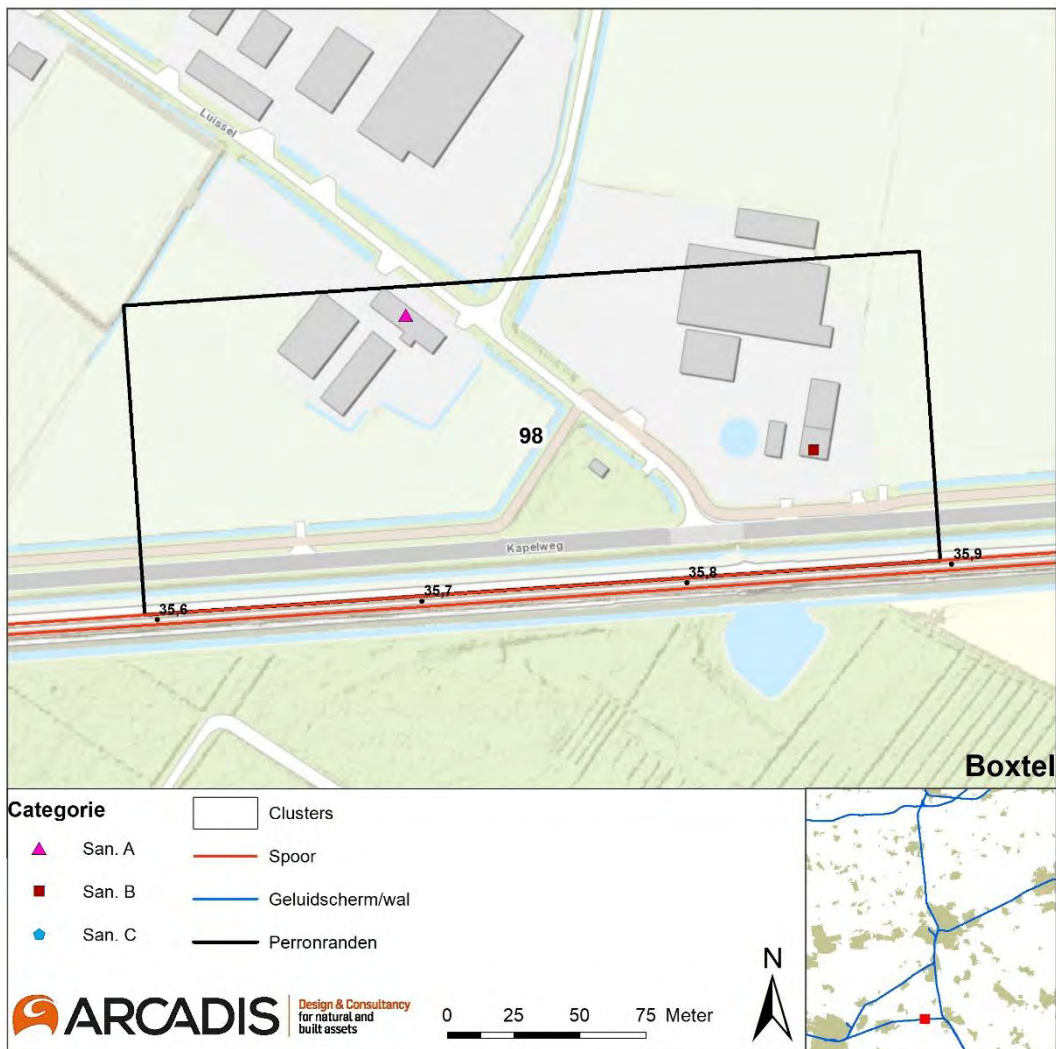 Luissel
98
Kapelweg
35,6
35,7
35,8
35,9
Boxtel
Categorie
San. A
San. B
San. C
Clusters
Spoor
Geluidscherm/wal
Perronranden
ARCADIS
Design & Consultancy
for natural and
built assets
0 25 50 75 Meter
N